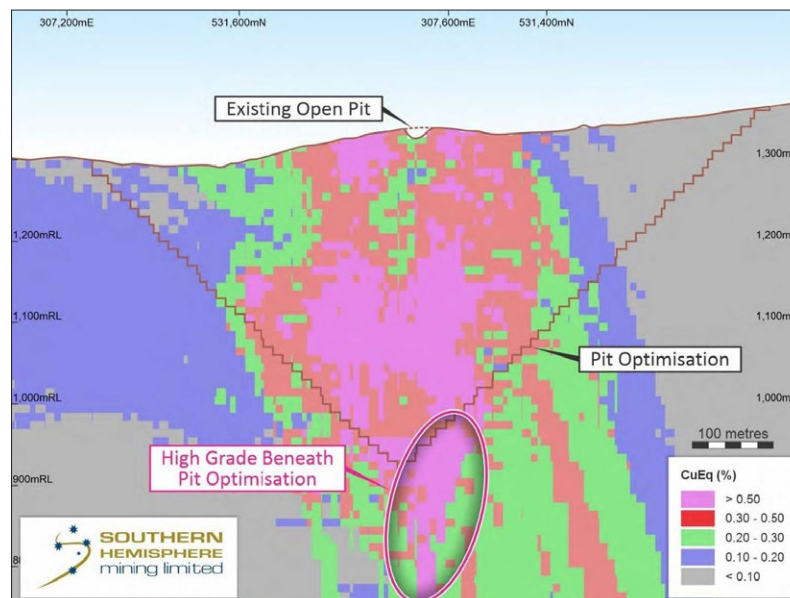 307,200mE
531,600mN
307,600mE
531,400mN
Existing Open Pit
1,300mRL
1,200mRL
1,200mRL
1,100mRL
1,100mRL
Pit Optimisation
1,000mRL
1,000mRL
100 metres
High Grade Beneath
Pit Optimisation
900mRL
CuEq (%)
> 0.50
0.30 - 0.50
0.20 - 0.30
0.10 - 0.20
< 0.10
SOUTHERN
HEMISPHERE
mining limited